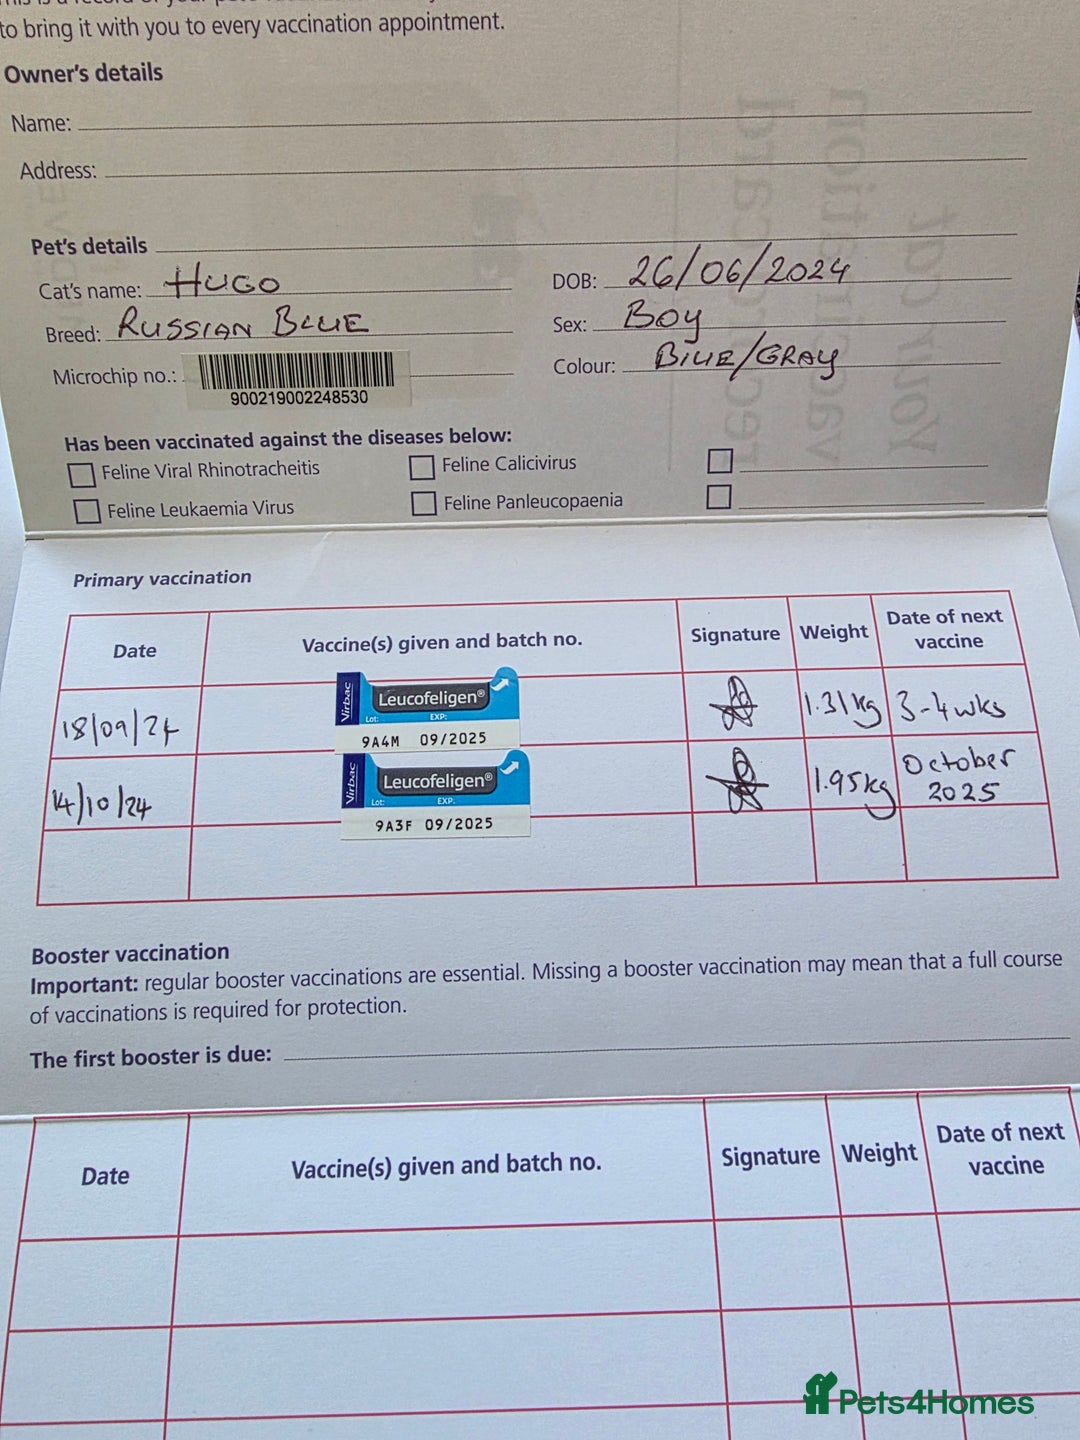 to bring it with you to every vaccination appointment.
Owner's details
Name:
Address:
Pet's details
Cat's name: HUGO
DOB: 26/06/2024
Breed: RUSSIAN BLUE
Sex: BOY
Microchip no.: 900219002248530
Colour: BLUE/GRAY
Has been vaccinated against the diseases below:
Feline Viral Rhinotracheitis
Feline Calicivirus
Feline Leukaemia Virus
Feline Panleucopaenia
Primary vaccination
Date Vaccine(s) given and batch no. Signature Weight Date of next vaccine
18/09/24 Virbac Leucofeligen® Lot: EXP: 9A4M 09/2025 1.31kg 3-4wks
14/10/24 Virbac Leucofeligen® Lot: EXP: 9A3F 09/2025 1.95kg October 2025
Booster vaccination
Important: regular booster vaccinations are essential. Missing a booster vaccination may mean that a full course
of vaccinations is required for protection.
The first booster is due:
Date Vaccine(s) given and batch no. Signature Weight Date of next vaccine
Pets4Homes